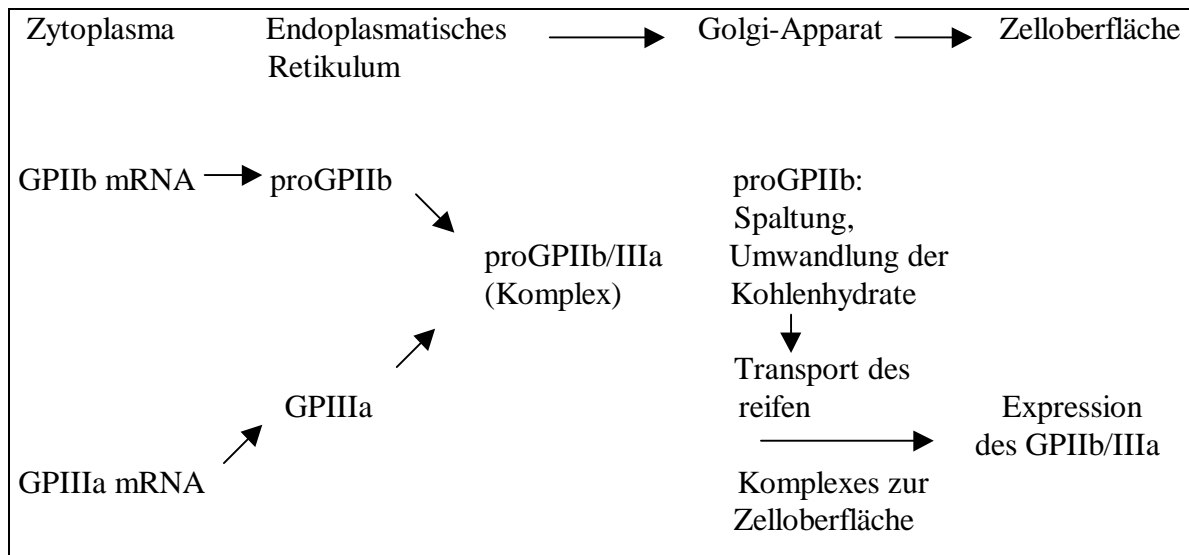 Zytoplasma Endoplasmatisches Golgi-Apparat Zelloberfläche
Retikulum
GPIIb mRNA proGPIIb proGPIIb:
Spaltung,
proGPIIb/IIIa Umwandlung der
(Komplex) Kohlenhydrate
Transport des
GPIIIa reifen Expression
des GPIIb/IIIa
GPIIIa mRNA Komplexes zur
Zelloberfläche